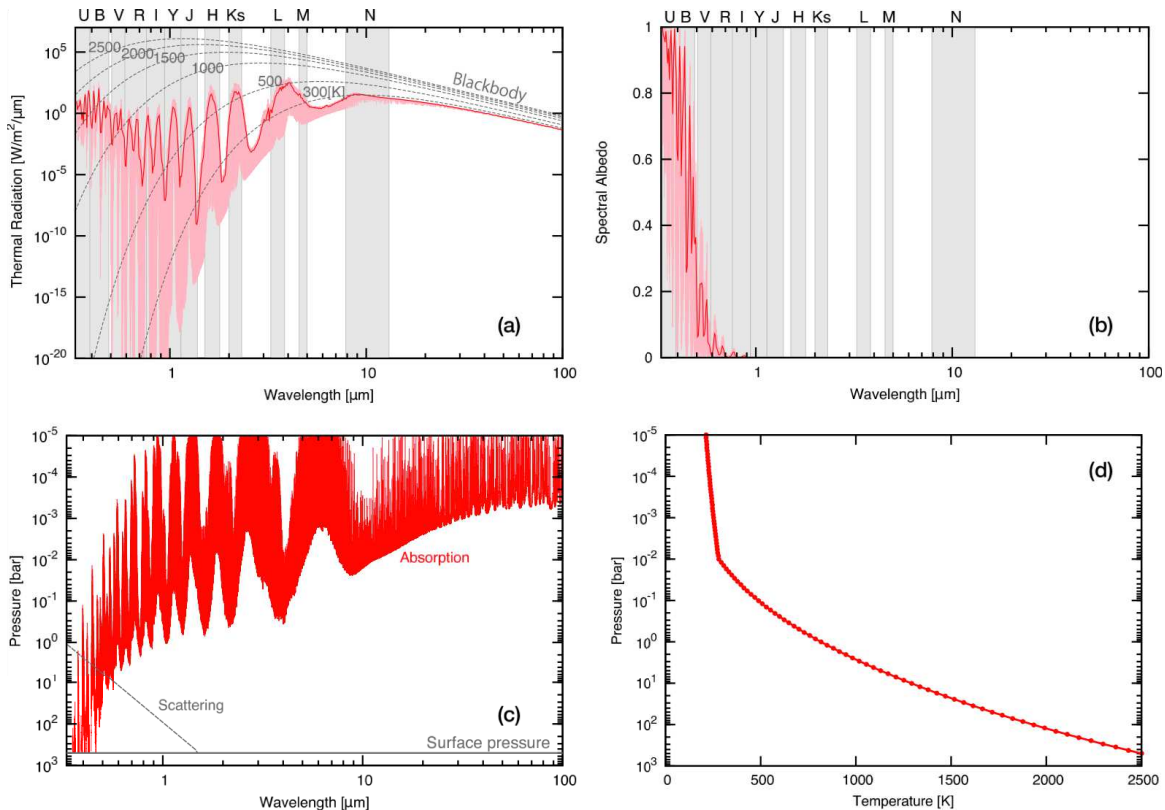 U B V R I Y J H Ks L M N
10^5
10^0
10^-5
10^-10
10^-15
10^-20
Thermal Radiation [W/m^2/μm]
2500
2000
1500
1000
500
300[K]
Blackbody
(a)
1
10
100
Wavelength [μm]
U B V R I Y J H Ks L M N
1
0.8
0.6
0.4
0.2
0
Spectral Albedo
(b)
1
10
100
Wavelength [μm]
10^-5
10^-4
10^-3
10^-2
10^-1
10^0
10^1
10^2
10^3
Pressure [bar]
Absorption
Scattering
(c)
Surface pressure
1
10
100
Wavelength [μm]
10^-5
10^-4
10^-3
10^-2
10^-1
10^0
10^1
10^2
10^3
Pressure [bar]
(d)
0
500
1000
1500
2000
2500
Temperature [K]